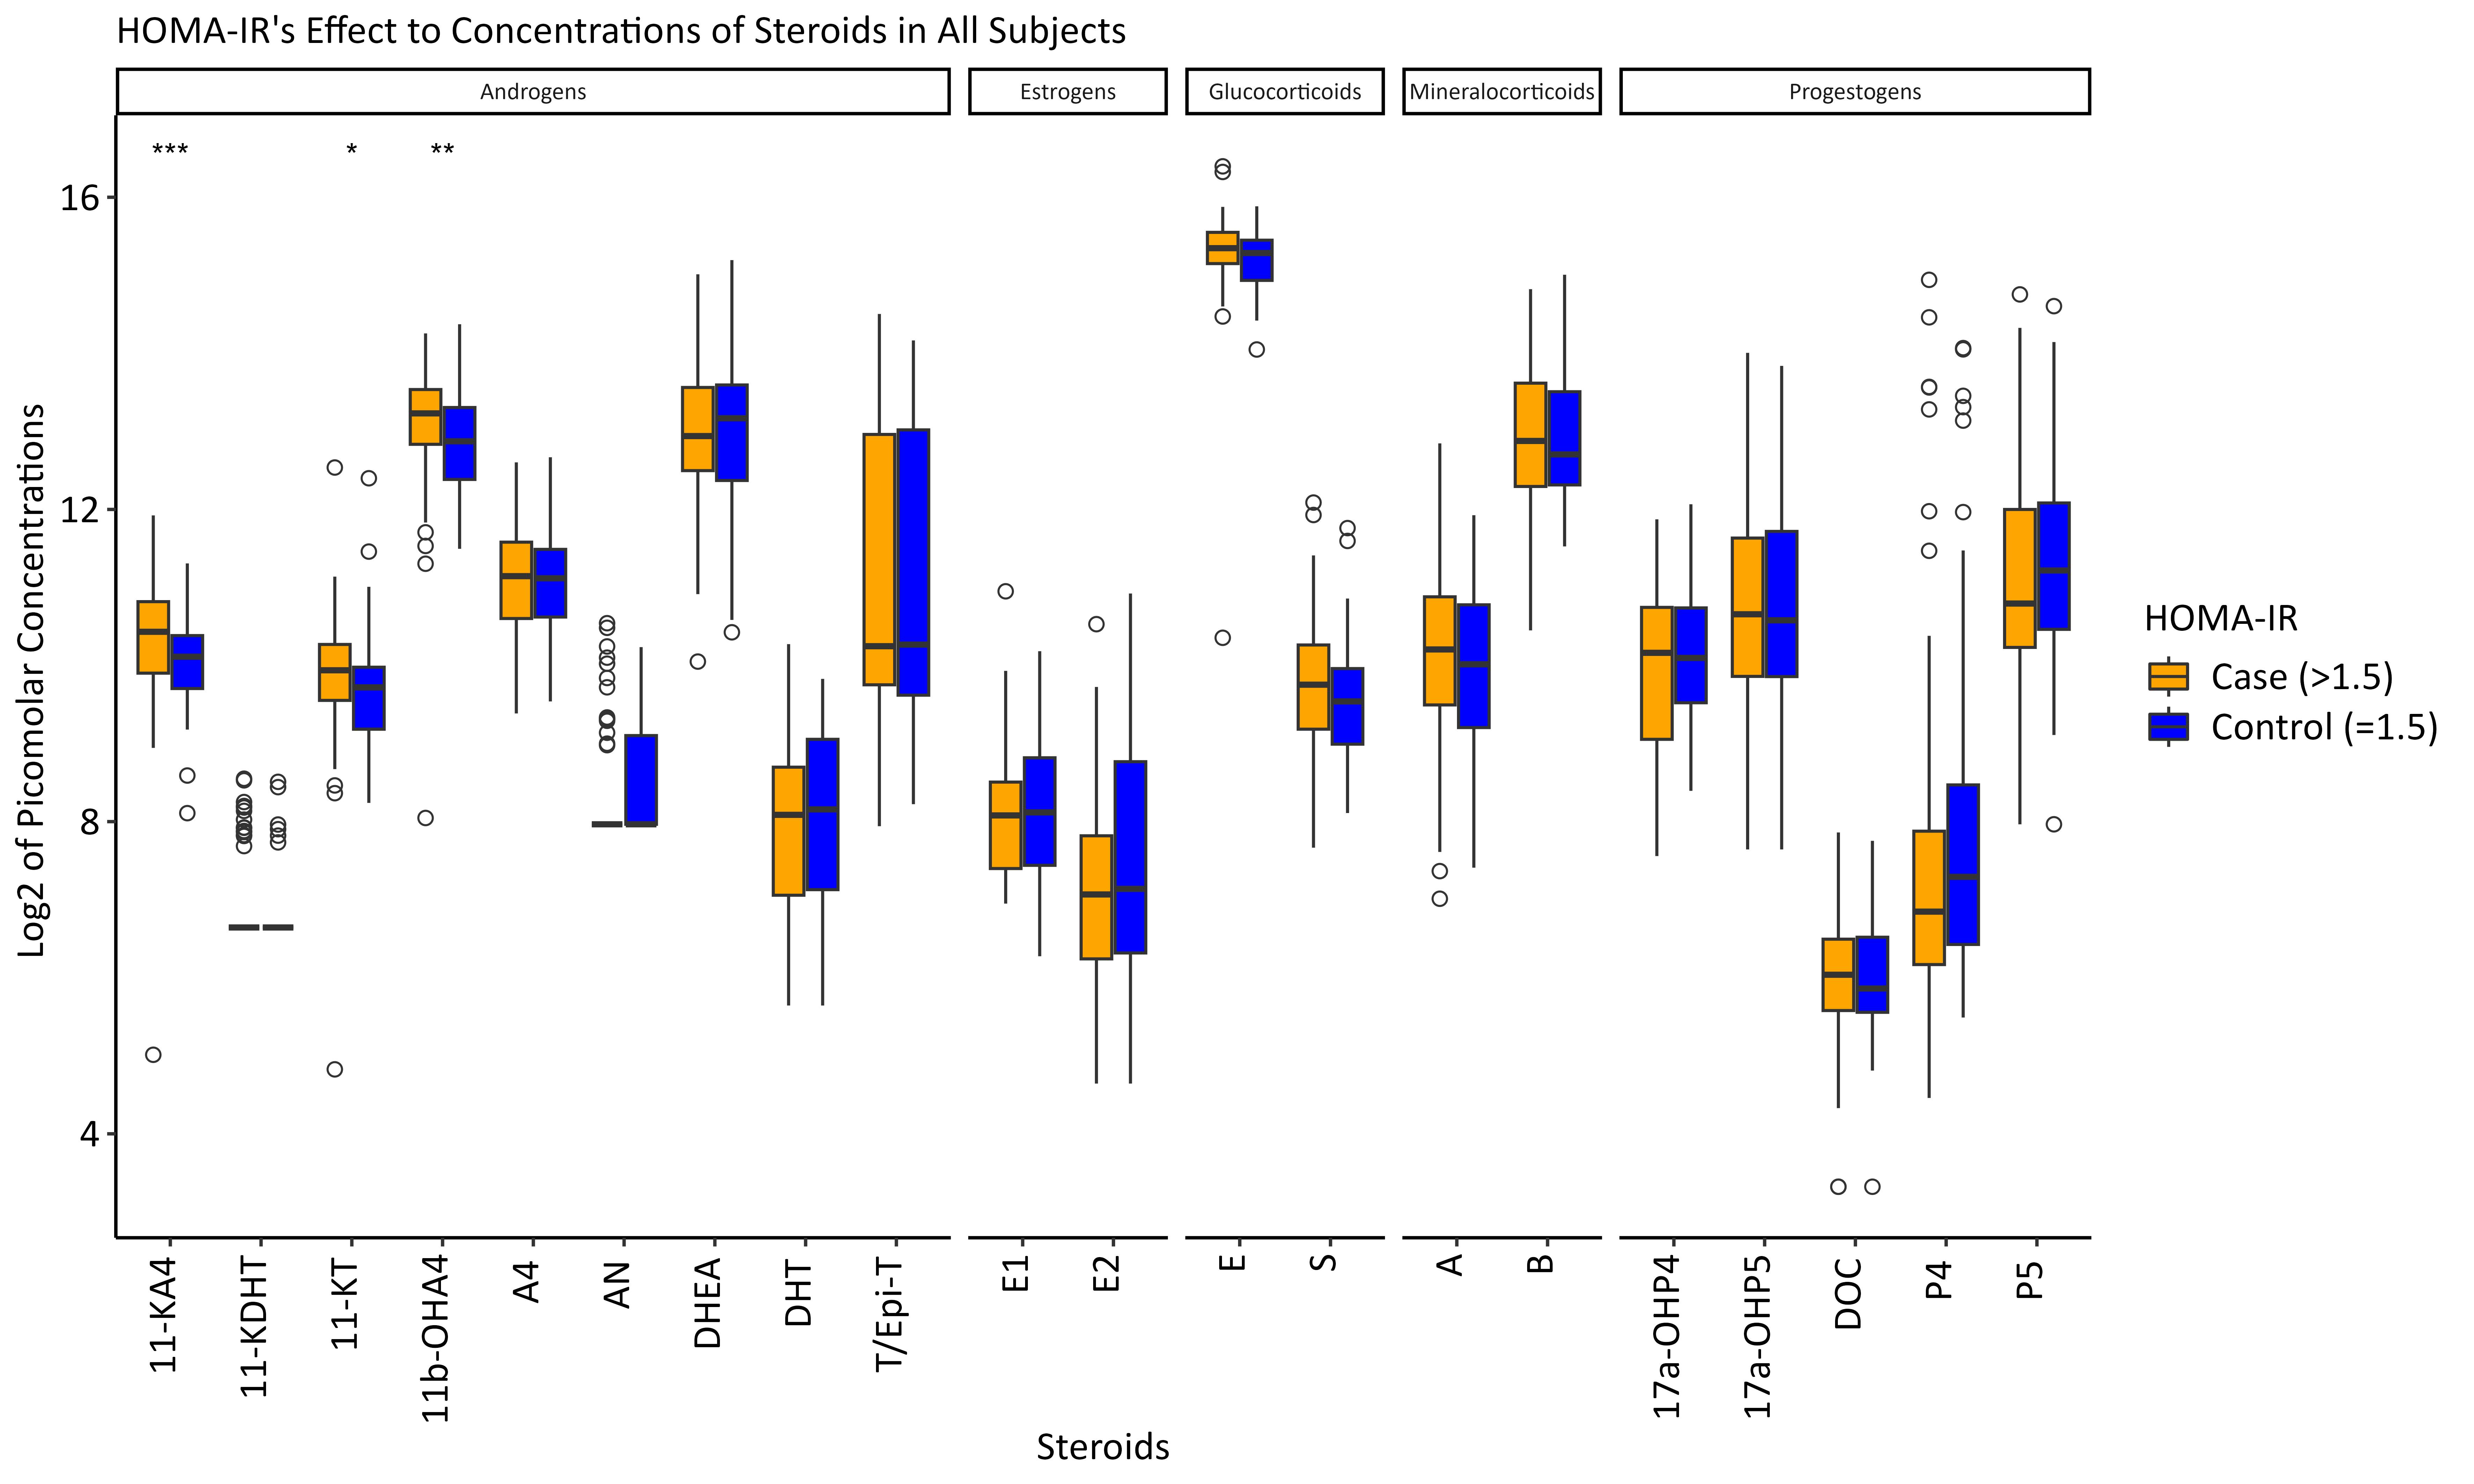 HOMA-IR's Effect to Concentrations of Steroids in All Subjects
Androgens
Estrogens
Glucocorticoids
Mineralocorticoids
Progestogens
***
*
**
16
12
8
4
Log2 of Picomolar Concentrations
HOMA-IR
Case (>1.5)
Control (=1.5)
11-KA4
11-KDHT
11-KT
11b-OHA4
A4
AN
DHEA
DHT
T/Epi-T
E1
E2
E
S
A
B
17a-OHP4
17a-OHP5
DOC
P4
P5
Steroids